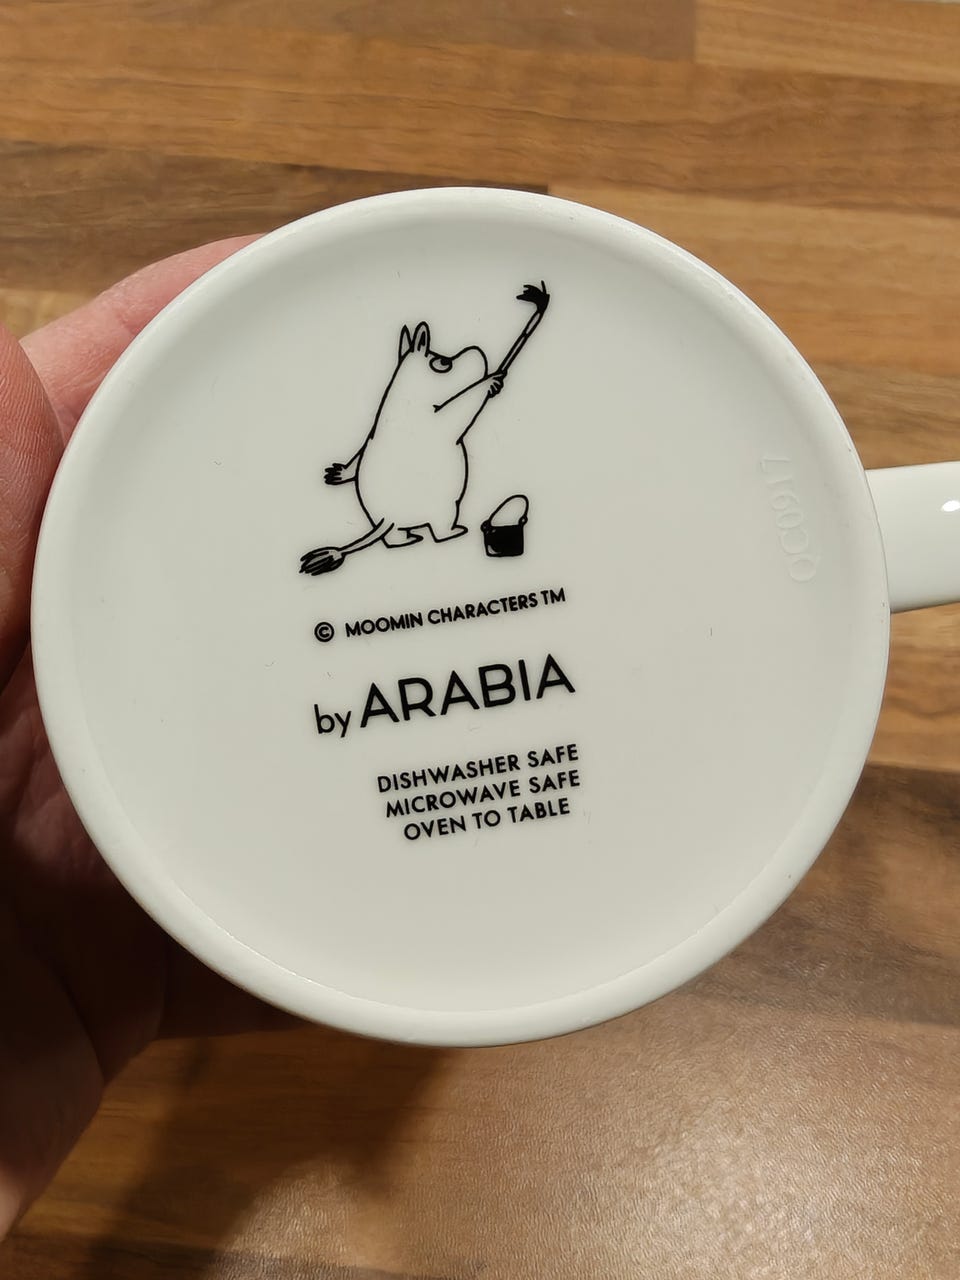 © MOOMIN CHARACTERS TM
by ARABIA
DISHWASHER SAFE
MICROWAVE SAFE
OVEN TO TABLE